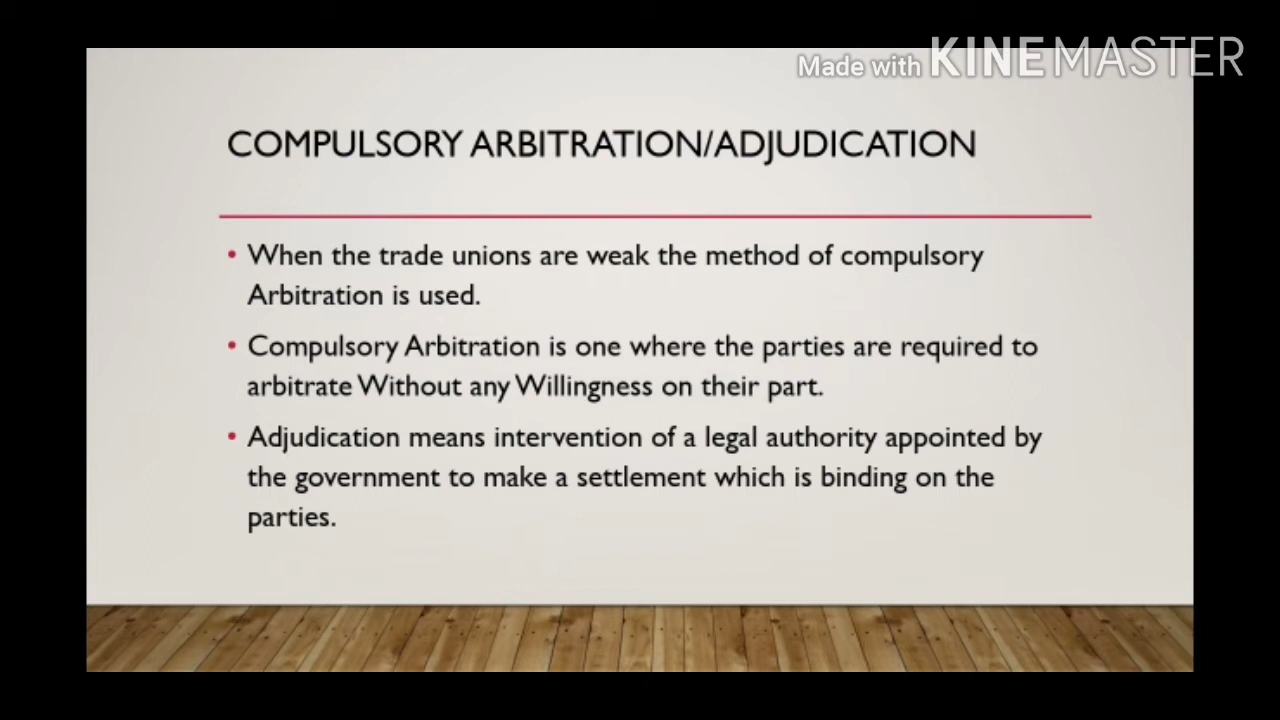 Made with KINEMASTER
COMPULSORY ARBITRATION/ADJUDICATION
• When the trade unions are weak the method of compulsory
Arbitration is used.
• Compulsory Arbitration is one where the parties are required to
arbitrate Without any Willingness on their part.
• Adjudication means intervention of a legal authority appointed by
the government to make a settlement which is binding on the
parties.